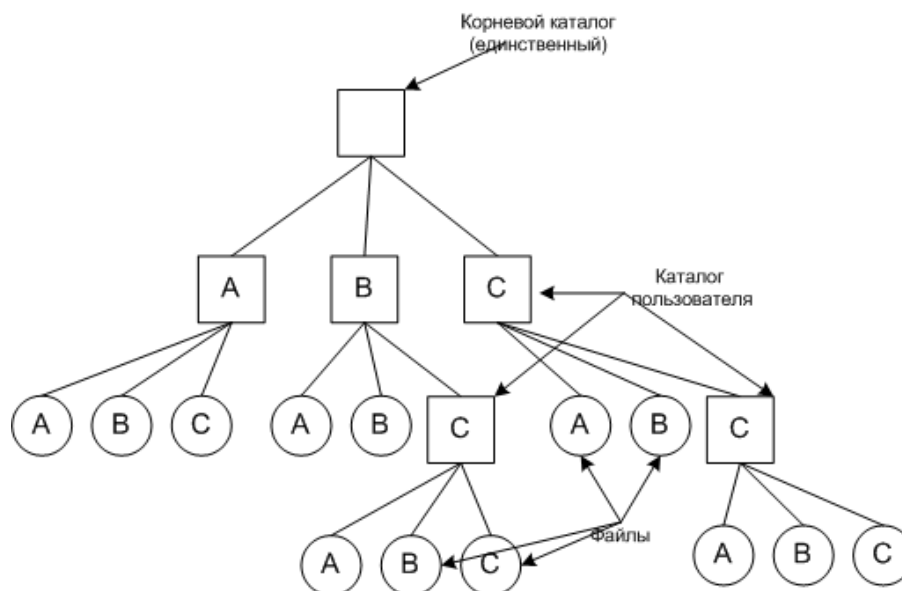 Корневой каталог
(единственный)
A
B
C
Каталог
пользователя
A
B
C
A
B
C
A
B
C
Файлы
A
B
C
A
B
C